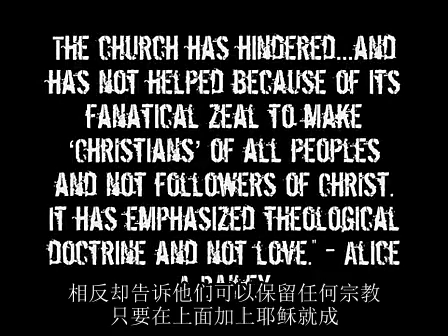 THE CHURCH HAS HINDERED...AND
HAS NOT HELPED BECAUSE OF ITS
FANATICAL ZEAL TO MAKE
'CHRISTIANS' OF ALL PEOPLES
AND NOT FOLLOWERS OF CHRIST.
IT HAS EMPHASIZED THEOLOGICAL
DOCTRINE AND NOT LOVE." - ALICE
A BAILEY
相反却告诉他们可以保留任何宗教
只要在上面加上耶稣就成